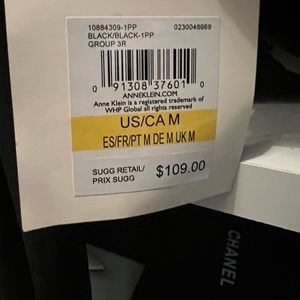 10884309-1PP 0230046669
BLACK/BLACK-1PP
GROUP 3R
0 91308 37601 0
ANNEKLEIN.COM
Anne Klein is a registered trademark of
WHP Global all rights reserved
US/CA M
ES/FR/PT M DE M UK M
SUGG RETAIL/
PRIX SUGG
$109.00
CHANEL